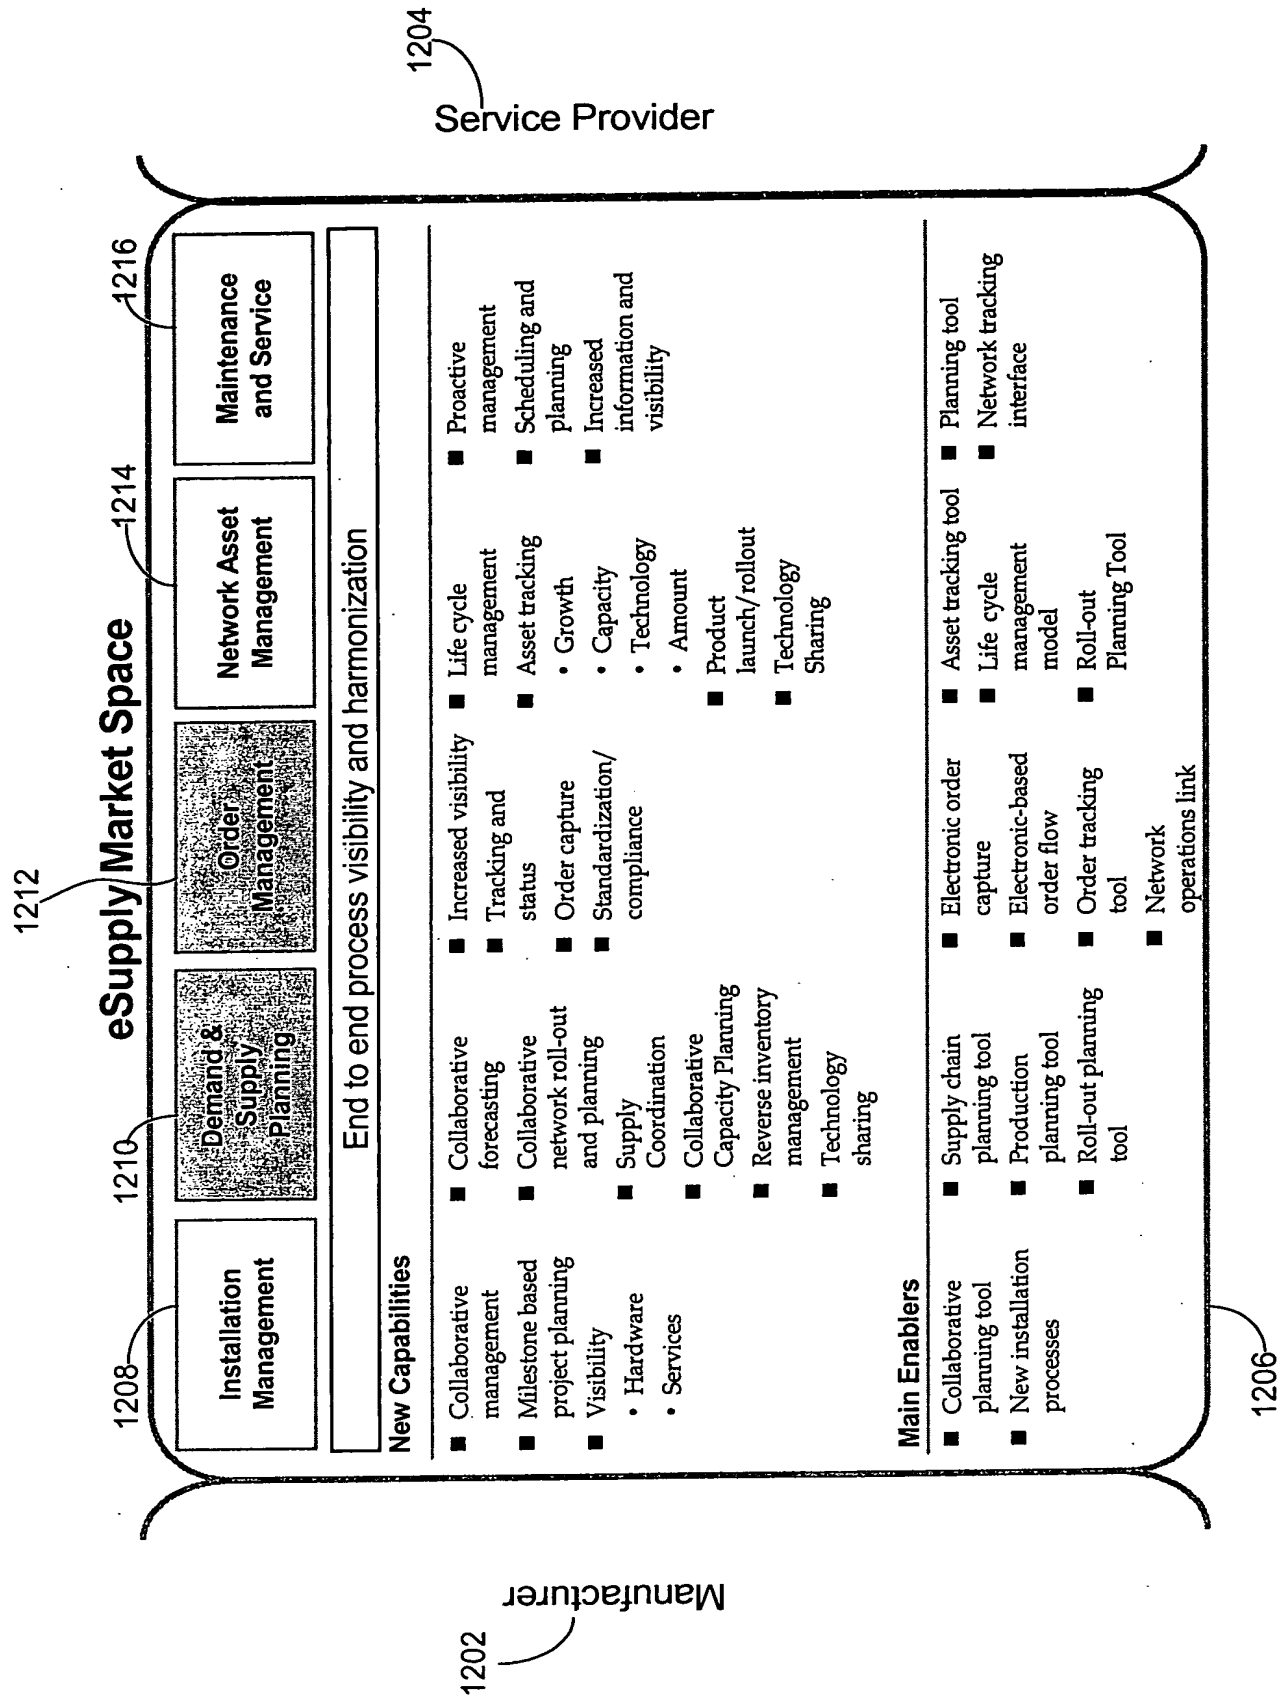 1212
eSupply Market Space
1208
1210
1214
1216
Installation
Management
Demand &
Supply
Planning
Order
Management
Network Asset
Management
Maintenance
and Service
End to end process visibility and harmonization
New Capabilities
■ Collaborative
management
■ Milestone based
project planning
■ Visibility
• Hardware
• Services
■ Collaborative
forecasting
■ Collaborative
network roll-out
and planning
■ Supply
Coordination
■ Collaborative
Capacity Planning
■ Reverse inventory
management
■ Technology
sharing
■ Increased visibility
■ Tracking and
status
■ Order capture
■ Standardization/
compliance
■ Life cycle
management
■ Asset tracking
• Growth
• Capacity
• Technology
• Amount
■ Product
launch/rollout
■ Technology
Sharing
■ Proactive
management
■ Scheduling and
planning
■ Increased
information and
visibility
Main Enablers
■ Collaborative
planning tool
■ New installation
processes
■ Supply chain
planning tool
■ Production
planning tool
■ Roll-out planning
tool
■ Electronic order
capture
■ Electronic-based
order flow
■ Order tracking
tool
■ Network
operations link
■ Asset tracking tool
■ Life cycle
management
model
■ Roll-out
Planning Tool
■ Planning tool
■ Network tracking
interface
1202
Manufacturer
1204
Service Provider
1206